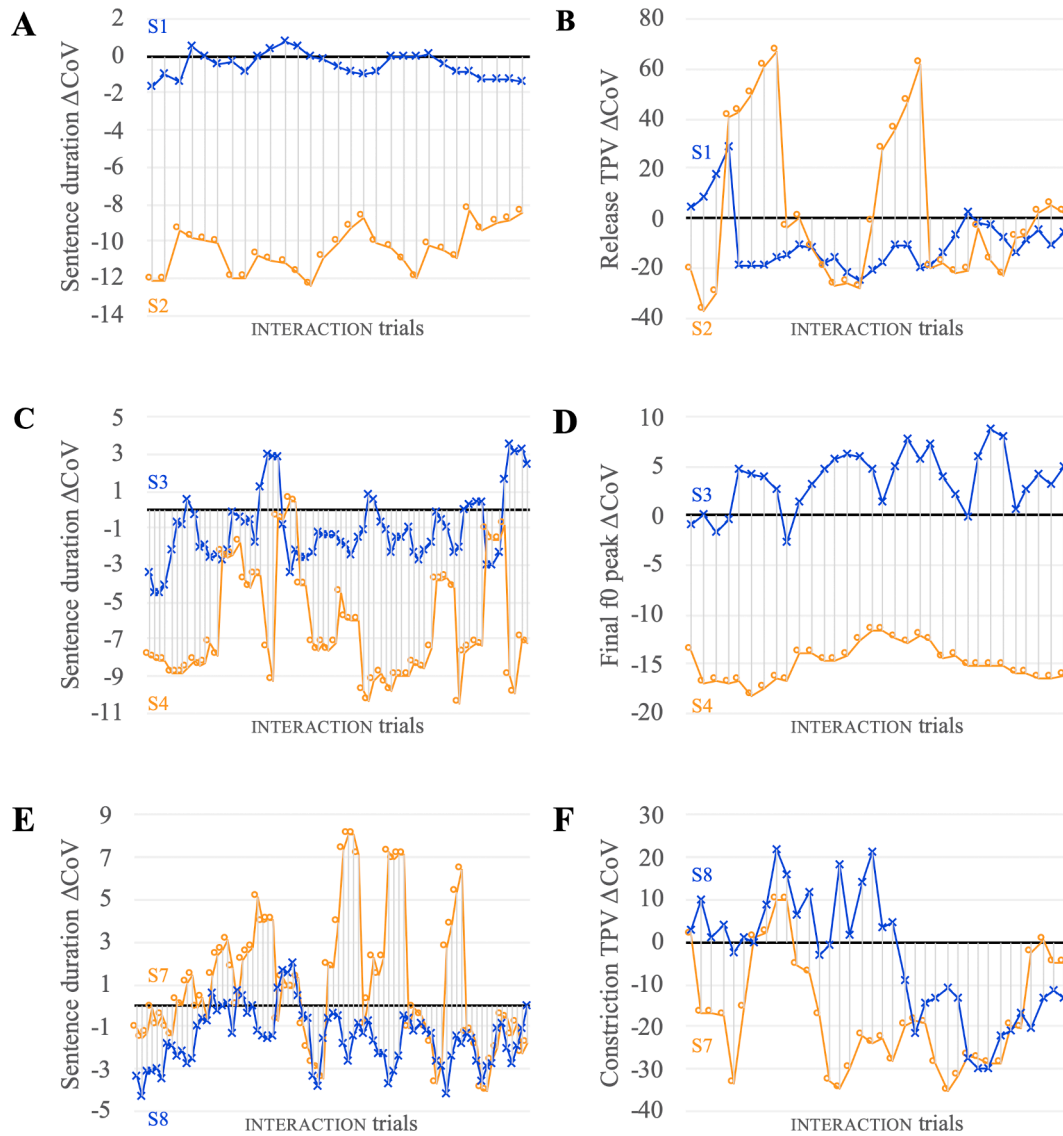 A
Sentence duration ΔCoV
2
0
-2
-4
-6
-8
-10
-12
-14
S1
S2
INTERACTION trials
B
Release TPV ΔCoV
80
60
40
20
0
-20
-40
S1
S2
INTERACTION trials
C
Sentence duration ΔCoV
5
3
1
-1
-3
-5
-7
-9
-11
S3
S4
INTERACTION trials
D
Final f0 peak ΔCoV
10
5
0
-5
-10
-15
-20
S3
S4
INTERACTION trials
E
Sentence duration ΔCoV
9
7
5
3
1
-1
-3
-5
S7
S8
INTERACTION trials
F
Constriction TPV ΔCoV
30
20
10
0
-10
-20
-30
-40
S8
S7
INTERACTION trials